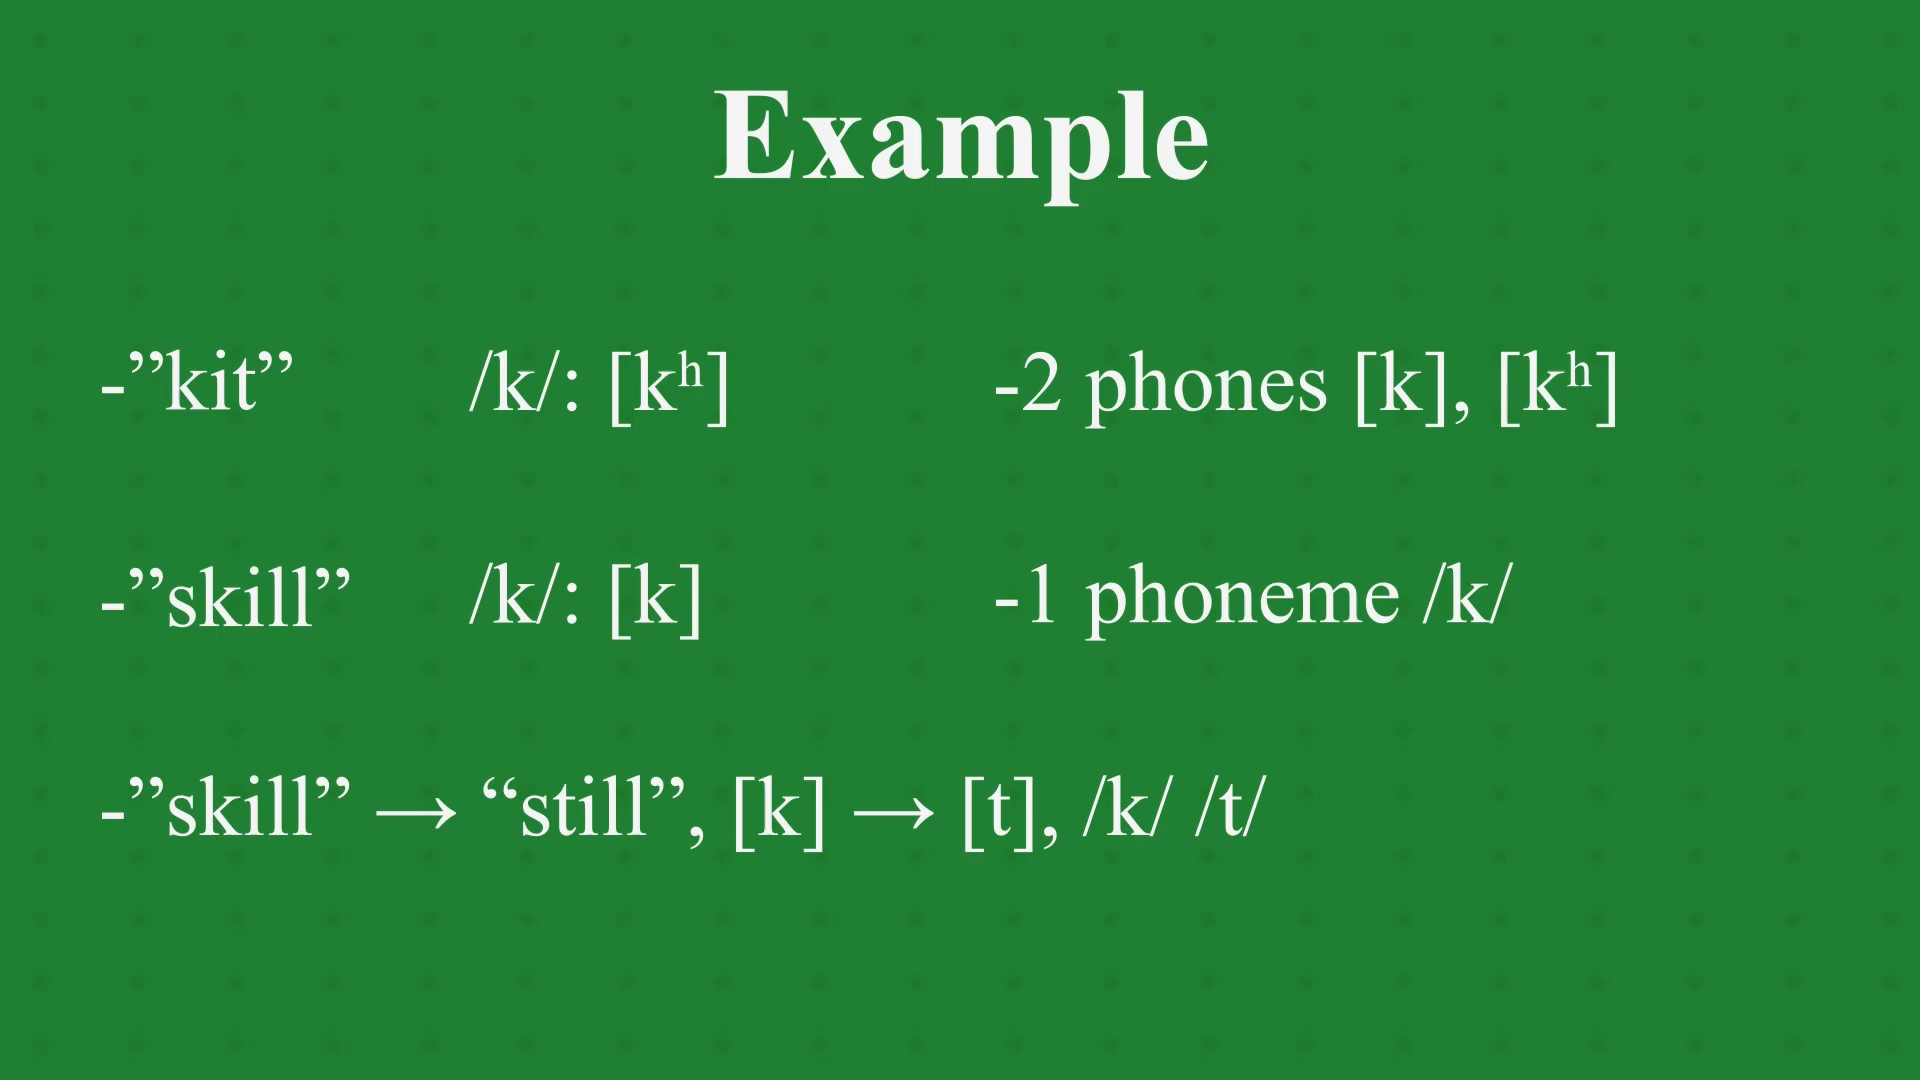 Example
-”kit” /k/: [kʰ] -2 phones [k], [kʰ]
-”skill” /k/: [k] -1 phoneme /k/
-”skill” → “still”, [k] → [t], /k/ /t/